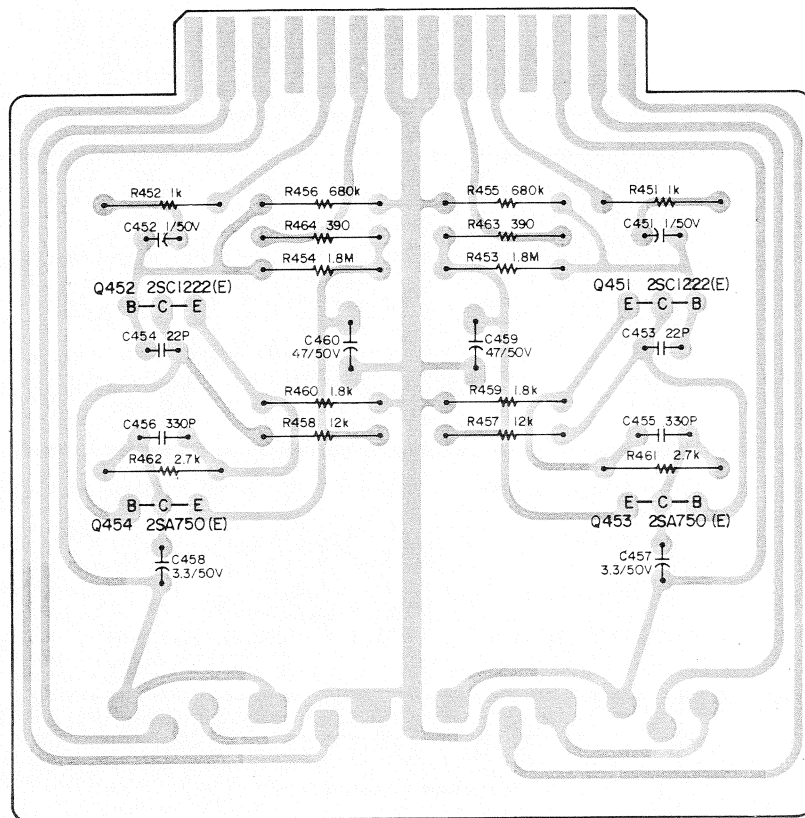 R452 1k
R456 680k
R455 680k
R451 1k
C452 1/50V
R464 390
R463 390
C451 1/50V
R454 1.8M
R453 1.8M
Q452 2SC1222(E)
B-C-E
Q451 2SC1222(E)
E-C-B
C454 22P
C460
47/50V
C459
47/50V
C453 22P
R460 1.8k
R459 1.8k
C456 330P
R458 12k
R457 12k
C455 330P
R462 2.7k
R461 2.7k
B-C-E
Q454 2SA750(E)
E-C-B
Q453 2SA750(E)
C458
3.3/50V
C457
3.3/50V